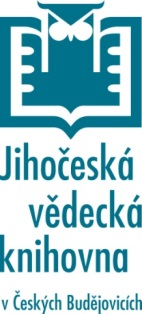 Jihočeská
vědecká
knihovna
v Českých Budějovicích